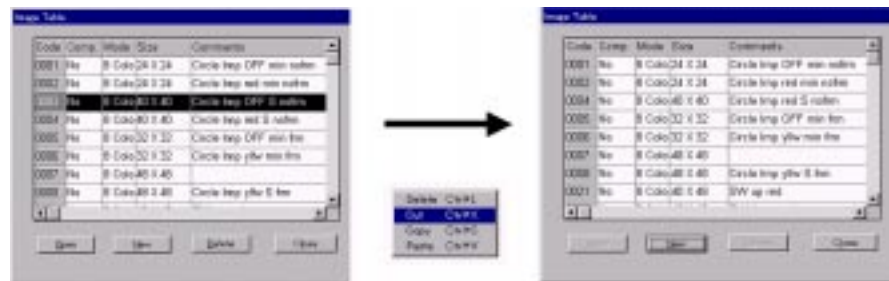 Image Table
Code Comp. Mode Size Comments
0001 No 8 Colo 24 X 24 Circle lmp OFF min nofrm
0002 No 8 Colo 24 X 24 Circle lmp red min nofrm
0003 No 8 Colo 40 X 40 Circle lmp OFF S nofrm
0004 No 8 Colo 40 X 40 Circle lmp red S nofrm
0005 No 8 Colo 32 X 32 Circle lmp OFF min frm
0006 No 8 Colo 32 X 32 Circle lmp yllw min frm
0007 No 8 Colo 48 X 48
0008 No 8 Colo 48 X 48 Circle lmp yllw S frm
Open New Delete Close
Delete Ctrl+L
Cut Ctrl+X
Copy Ctrl+C
Paste Ctrl+V
Image Table
Code Comp. Mode Size Comments
0001 No 8 Colo 24 X 24 Circle lmp OFF min nofrm
0002 No 8 Colo 24 X 24 Circle lmp red min nofrm
0004 No 8 Colo 40 X 40 Circle lmp red S nofrm
0005 No 8 Colo 32 X 32 Circle lmp OFF min frm
0006 No 8 Colo 32 X 32 Circle lmp yllw min frm
0007 No 8 Colo 48 X 48
0008 No 8 Colo 48 X 48 Circle lmp yllw S frm
0021 No 8 Colo 48 X 48 SW up red
New Close